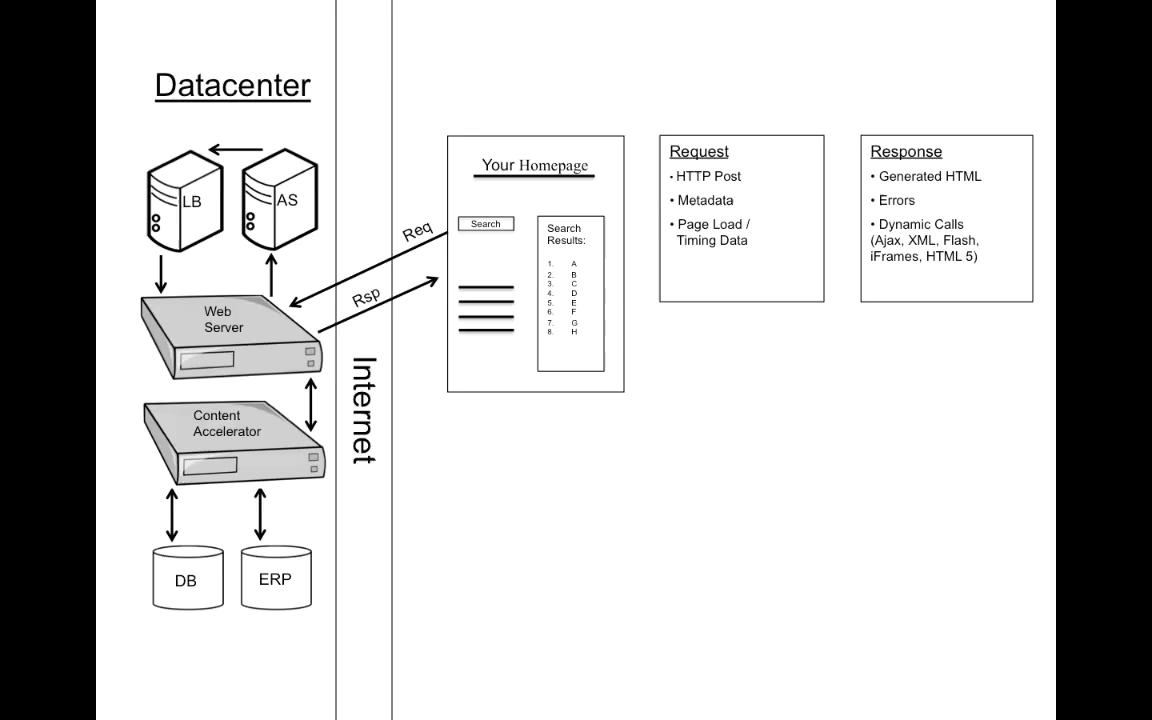 Datacenter
LB
AS
Web
Server
Content
Accelerator
DB
ERP
Internet
Req
Rsp
Your Homepage
Search
Search
Results:
1. A
2. B
3. C
4. D
5. E
6. F
7. G
8. H
Request
• HTTP Post
• Metadata
• Page Load /
Timing Data
Response
• Generated HTML
• Errors
• Dynamic Calls
(Ajax, XML, Flash,
iFrames, HTML 5)